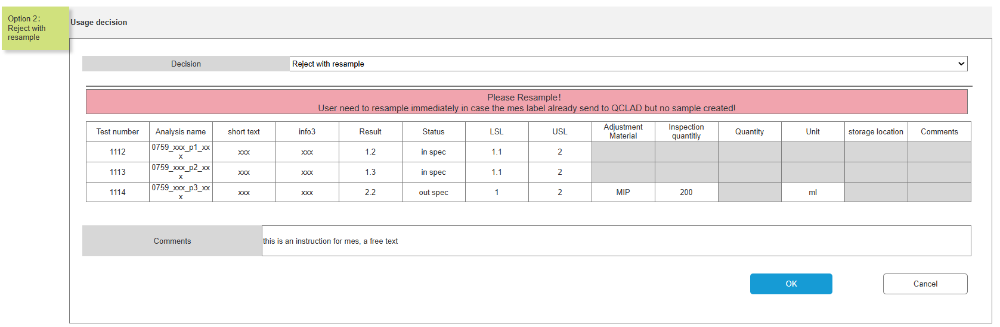 Option 2:
Reject with
resample
Usage decision
Decision
Reject with resample
Please Resample!
User need to resample immediately in case the mes label already send to QCLAD but no sample created!
Test number Analysis name short text info3 Result Status LSL USL Adjustment Material Inspection quantitiy Quantity Unit storage location Comments
1112 0759_xxx_p1_xxx xxx xxx 1.2 in spec 1.1 2
1113 0759_xxx_p2_xxx xxx xxx 1.3 in spec 1.1 2
1114 0759_xxx_p3_xxx xxx xxx 2.2 out spec 1 2 MIP 200 ml
Comments
this is an instruction for mes, a free text
OK
Cancel